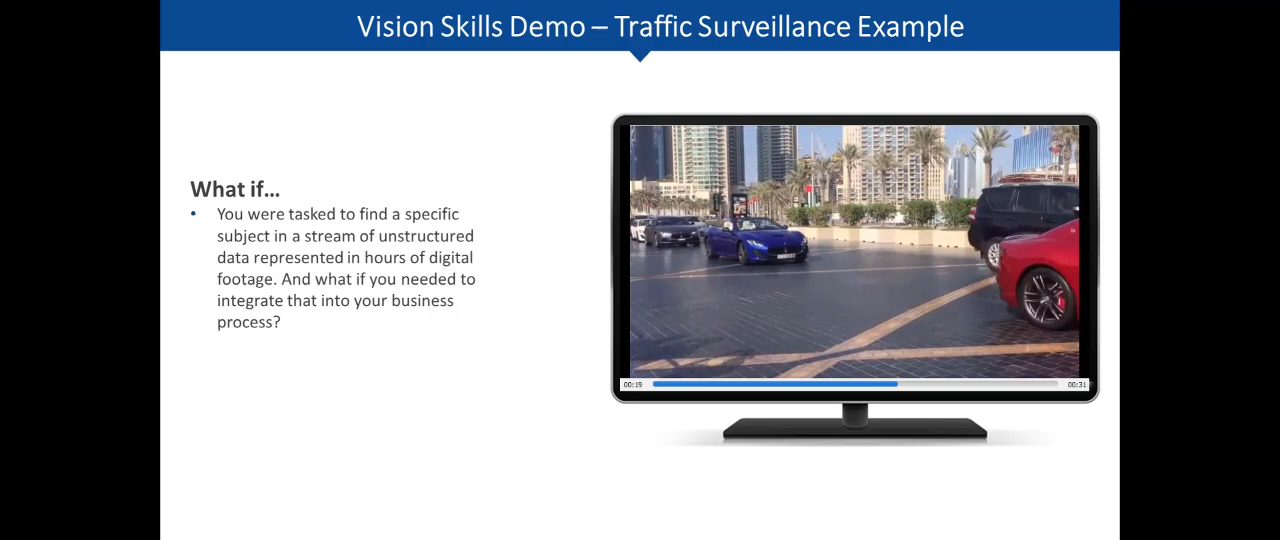 Vision Skills Demo – Traffic Surveillance Example
What if...
• You were tasked to find a specific
subject in a stream of unstructured
data represented in hours of digital
footage. And what if you needed to
integrate that into your business
process?
00:19
00:31